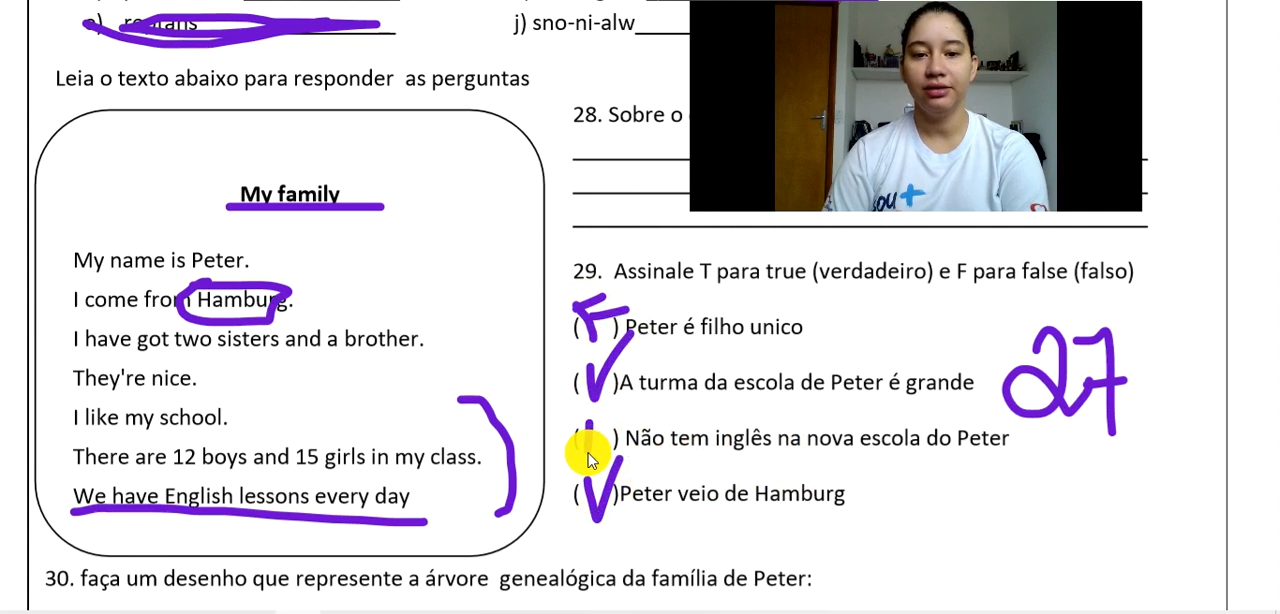 j) sno-ni-alw
Leia o texto abaixo para responder as perguntas
My family
My name is Peter.
I come from Hamburg.
I have got two sisters and a brother.
They're nice.
I like my school.
There are 12 boys and 15 girls in my class.
We have English lessons every day
28. Sobre o
ou+
29. Assinale T para true (verdadeiro) e F para false (falso)
(F) Peter é filho unico
(V)A turma da escola de Peter é grande
( ) Não tem inglês na nova escola do Peter
(V)Peter veio de Hamburg
27
30. faça um desenho que represente a árvore genealógica da família de Peter: